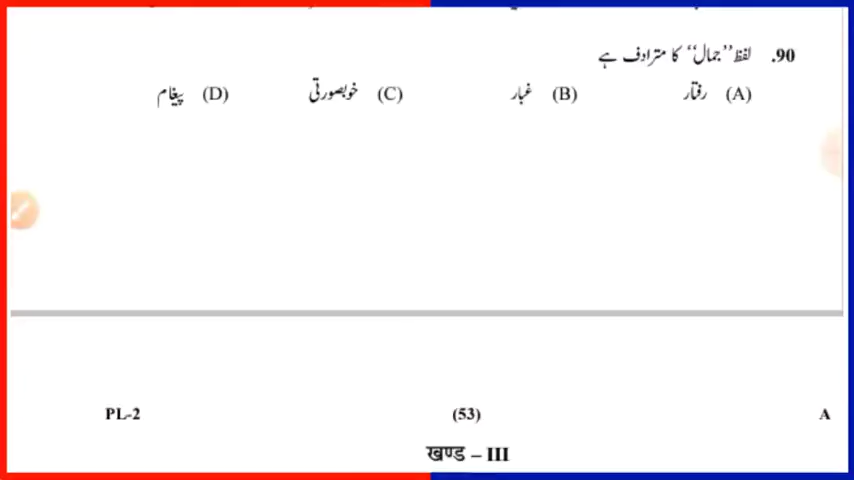 90. لفظ ’’جمال‘‘ کا مترادف ہے
(A) رفتار (B) غبار (C) خوبصورتی (D) پیغام
PL-2 (53) A
खण्ड – III